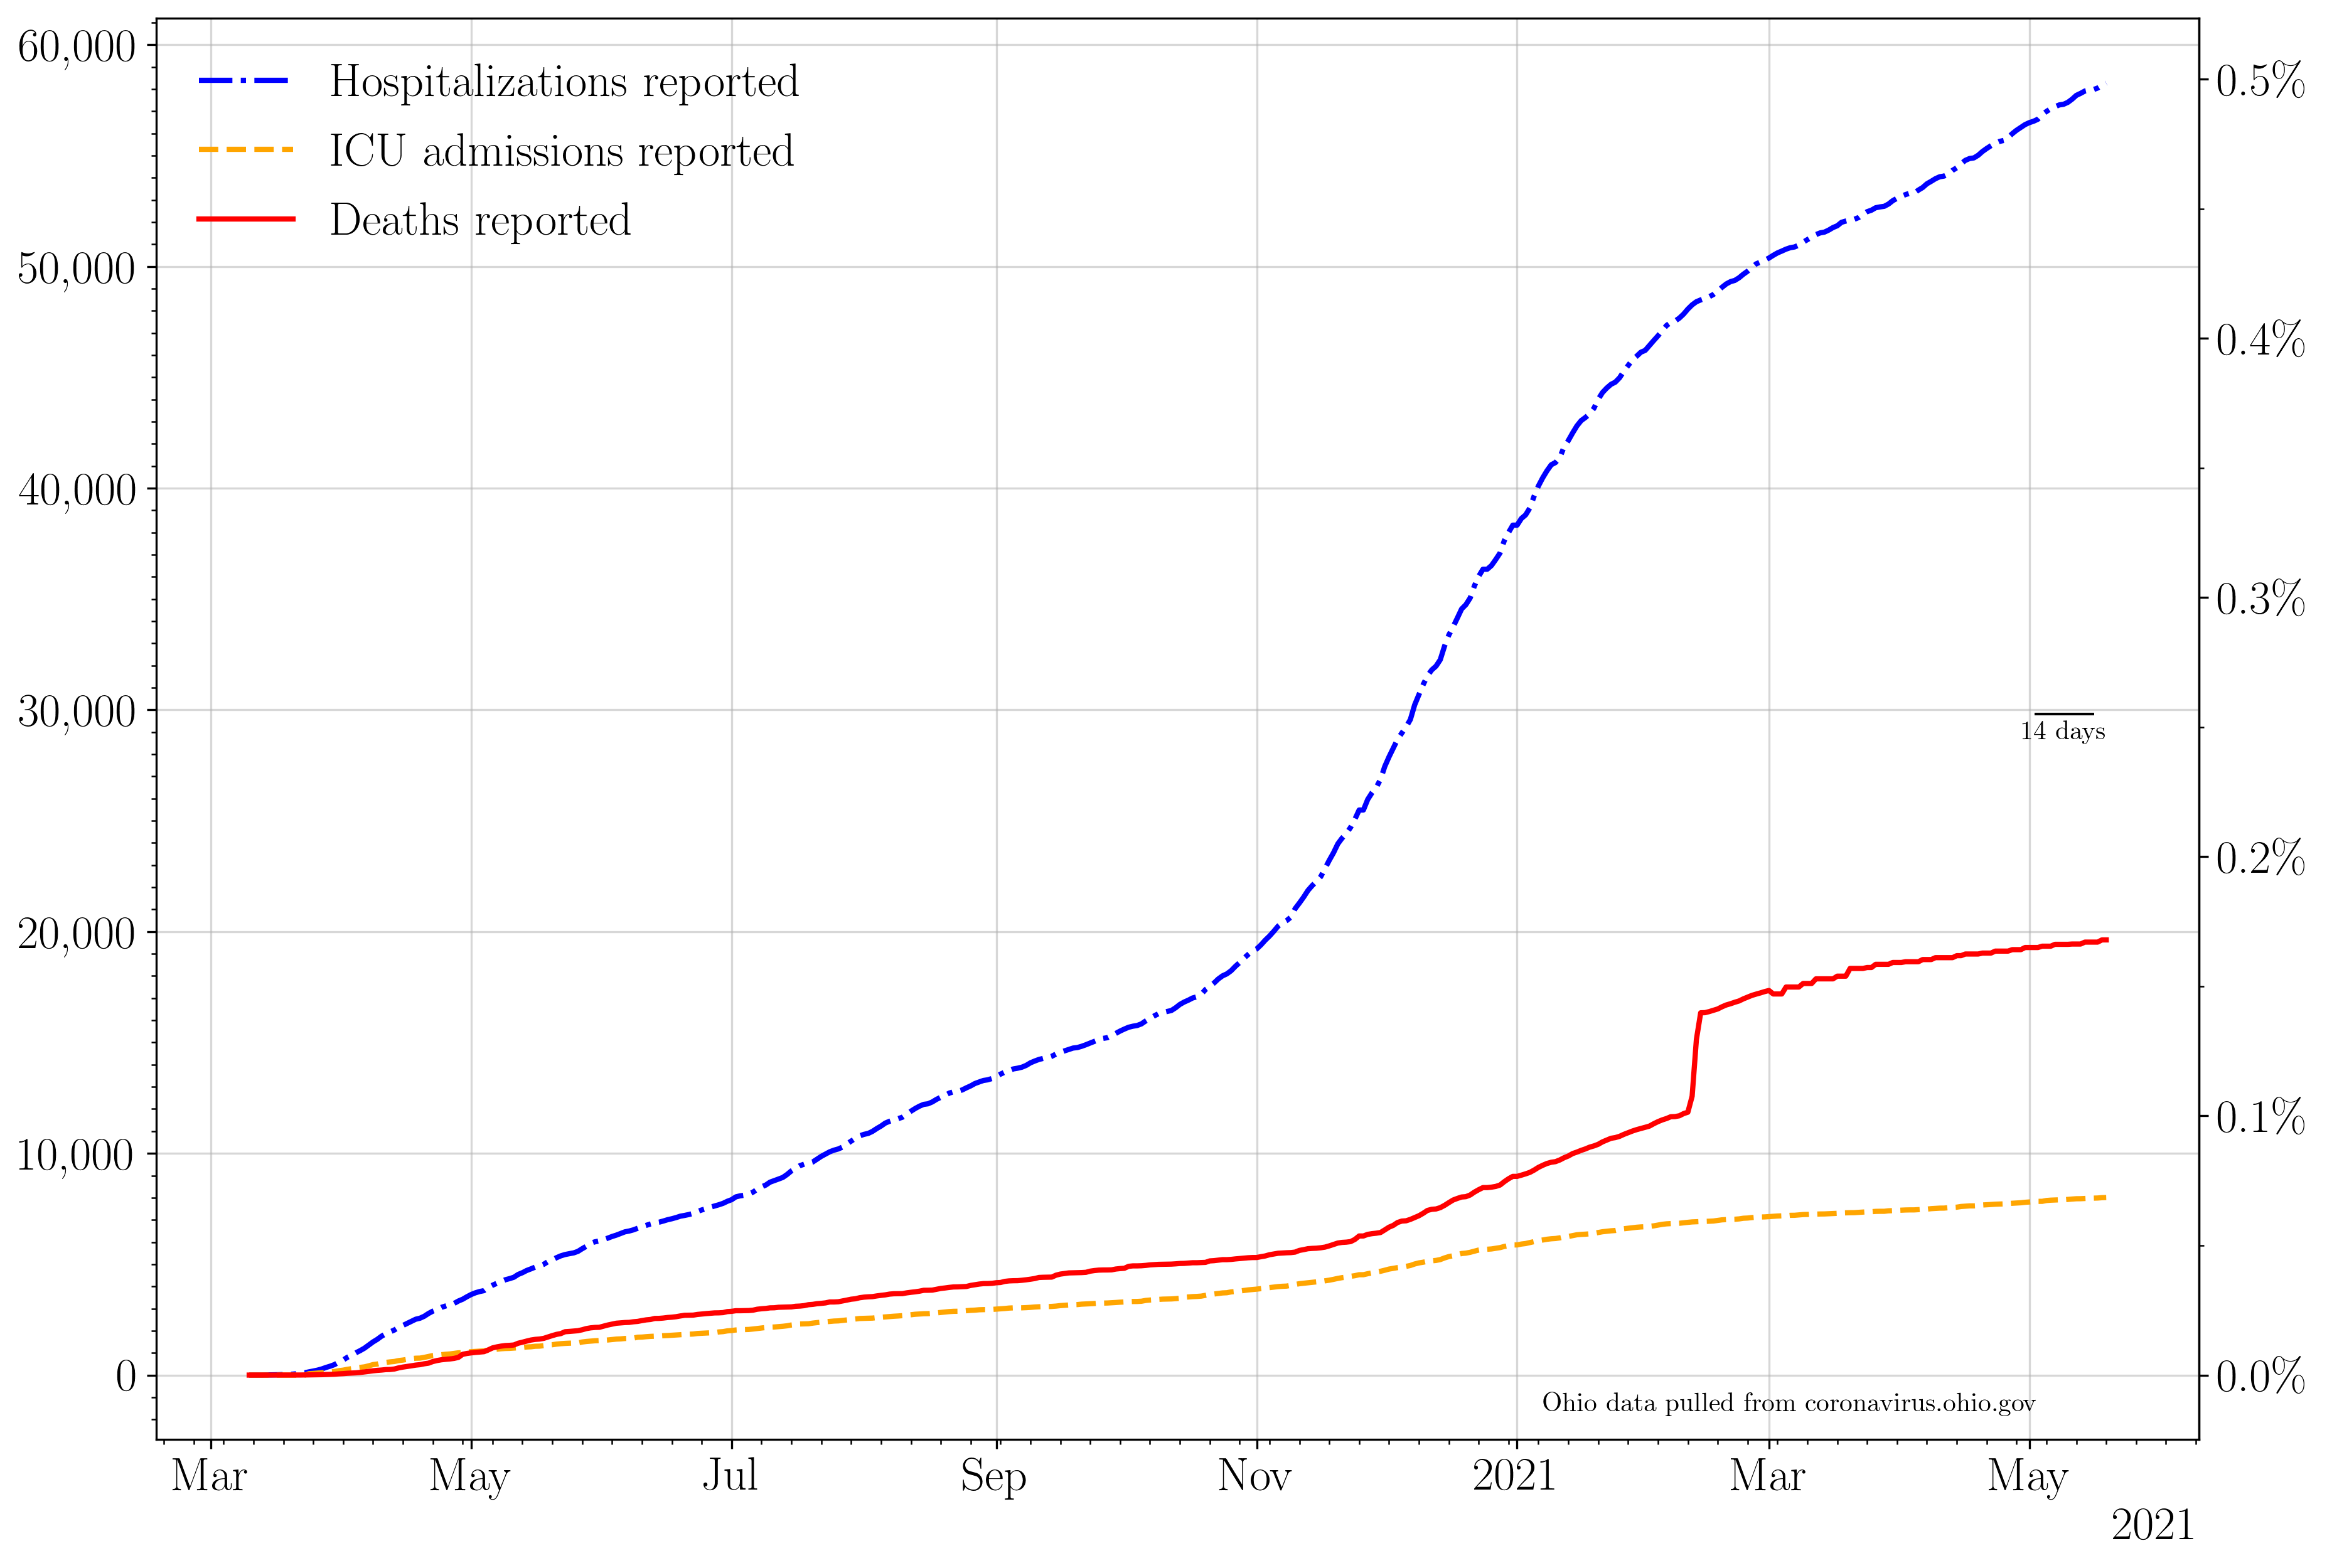 60,000
50,000
40,000
30,000
20,000
10,000
0
Hospitalizations reported
ICU admissions reported
Deaths reported
0.5%
0.4%
0.3%
0.2%
0.1%
0.0%
14 days
Ohio data pulled from coronavirus.ohio.gov
Mar May Jul Sep Nov 2021 Mar May
2021